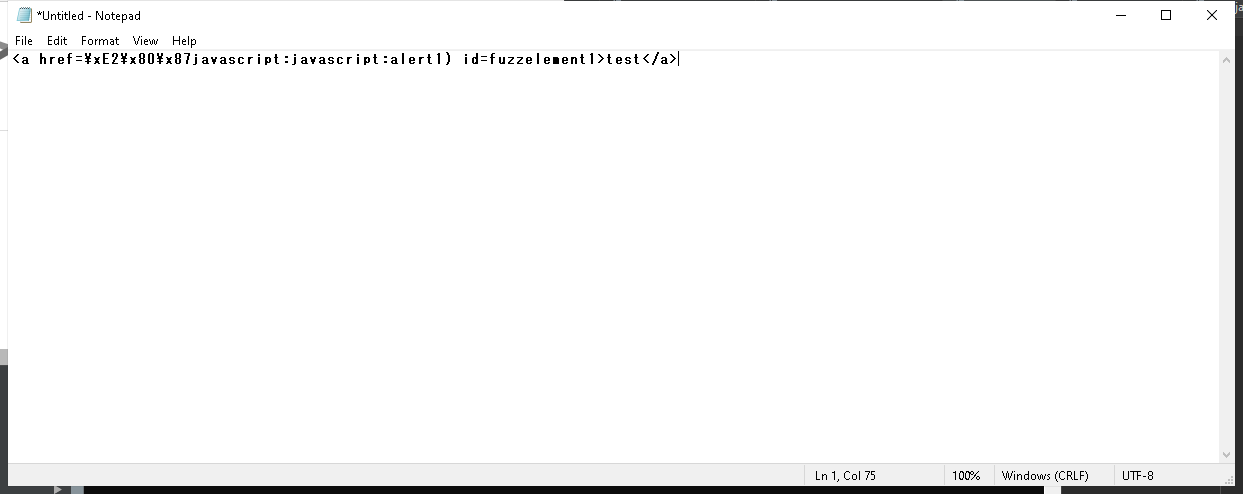 *Untitled - Notepad
File Edit Format View Help
<a href=¥xE2¥x80¥x87javascript:javascript:alert1) id=fuzzelement1>test</a>
Ln 1, Col 75 100% Windows (CRLF) UTF-8